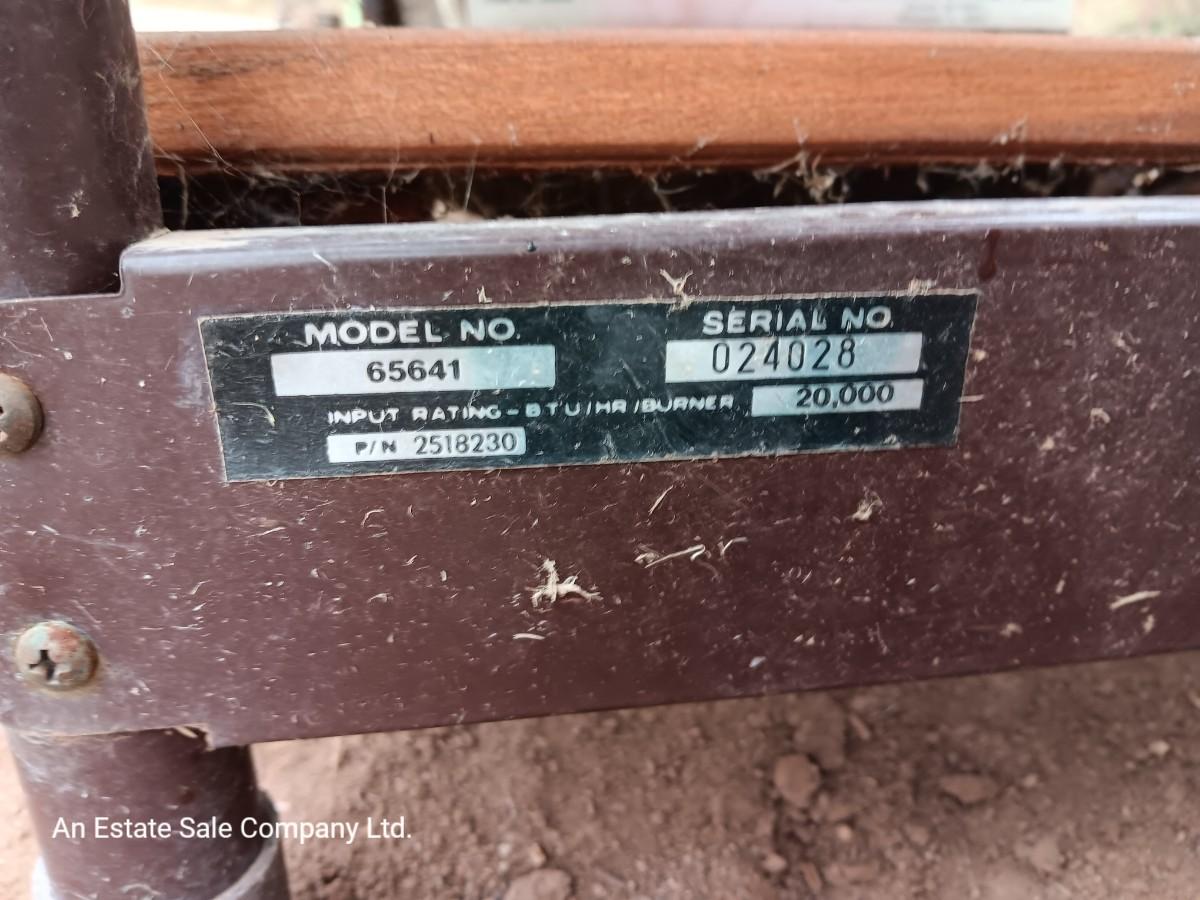 MODEL NO.
65641
SERIAL NO.
024028
INPUT RATING - BTU/HR/BURNER
20,000
P/N 2518230
An Estate Sale Company Ltd.